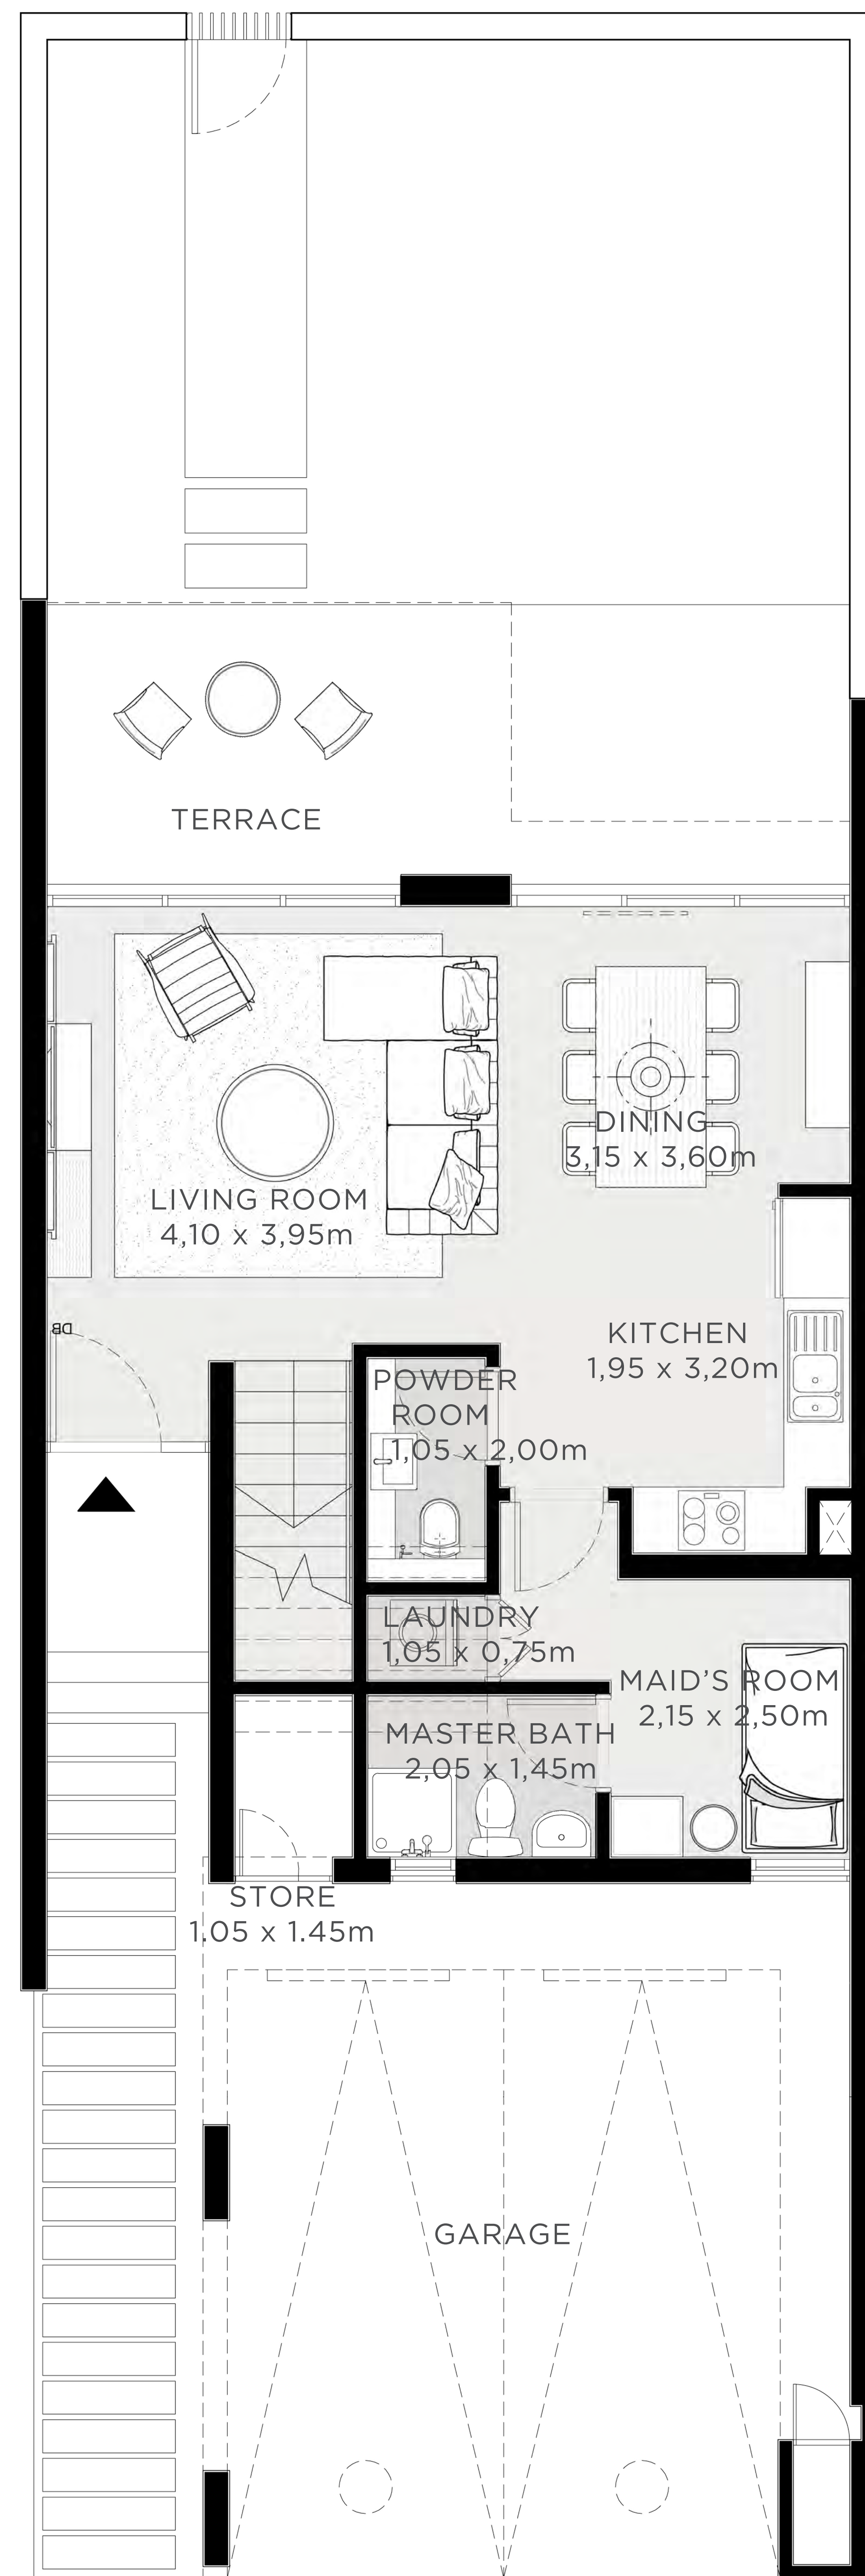 TERRACE
DINING
3,15 x 3,60m
LIVING ROOM
4,10 x 3,95m
DB
KITCHEN
1,95 x 3,20m
POWDER
ROOM
1,05 x 2,00m
LAUNDRY
1,05 x 0,75m
MAID'S ROOM
2,15 x 2,50m
MASTER BATH
2,05 x 1,45m
STORE
1.05 x 1.45m
GARAGE